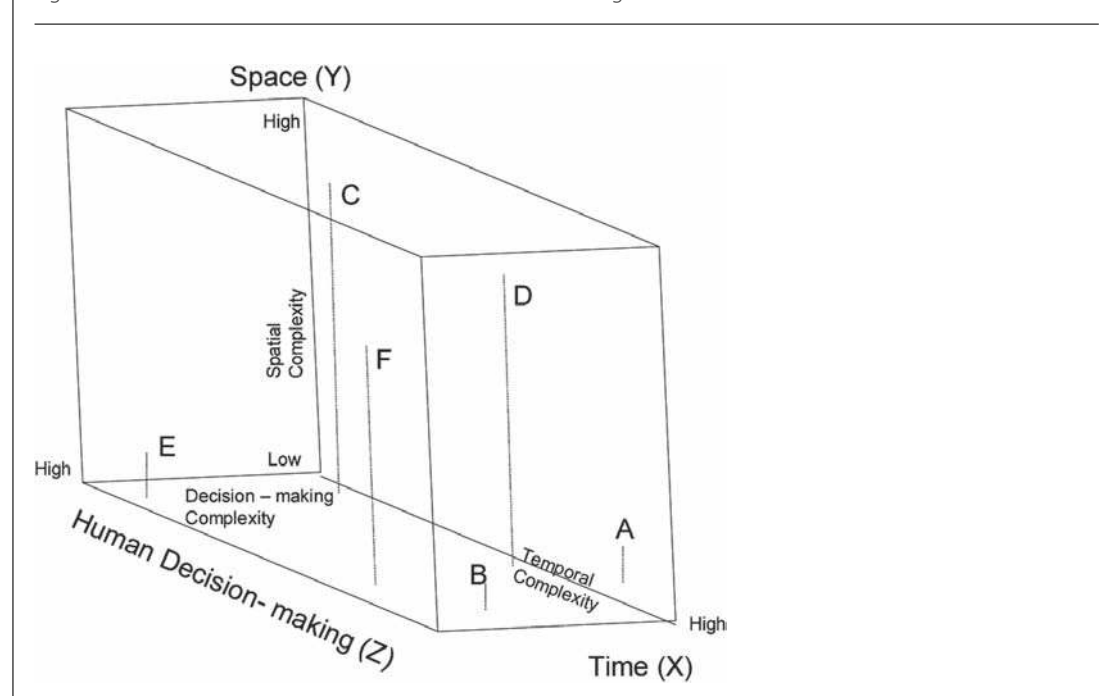 Space (Y)
High
C
D
Spatial
Complexity
F
E
Low
High
Decision – making
Complexity
A
Temporal
Complexity
B
Human Decision- making (Z)
High
Time (X)